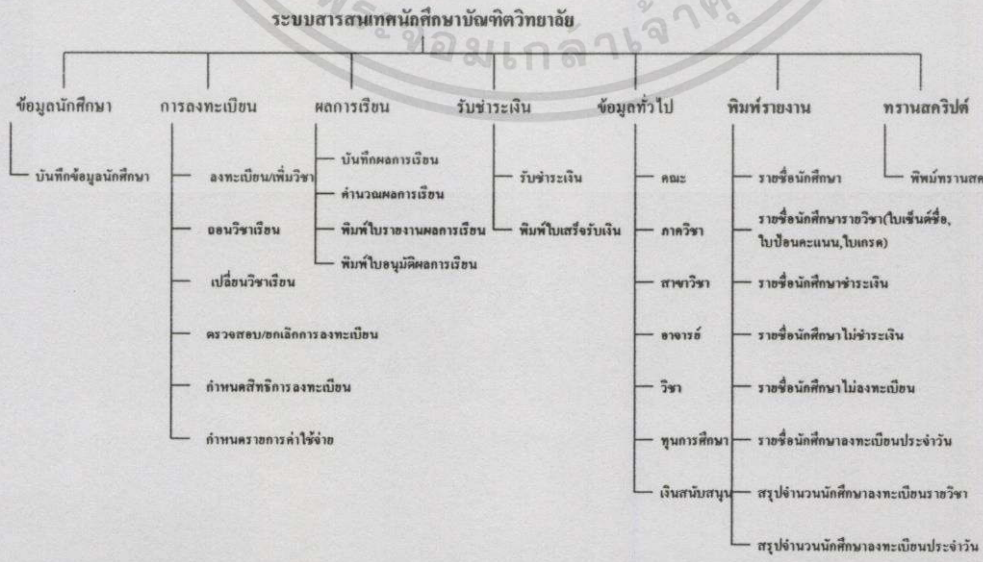 ระบบสารสนเทศนักศึกษาบัณฑิตวิทยาลัย
พระจอมเกล้าเจ้าคุ
ข้อมูลนักศึกษา
การลงทะเบียน
ผลการเรียน
รับชำระเงิน
ข้อมูลทั่วไป
พิมพ์รายงาน
ทรานสคริปต์
บันทึกข้อมูลนักศึกษา
ลงทะเบียน/เพิ่มวิชา
ถอนวิชาเรียน
เปลี่ยนวิชาเรียน
ตรวจสอบ/ยกเลิกการลงทะเบียน
กำหนดสิทธิการลงทะเบียน
กำหนดรายการค่าใช้จ่าย
บันทึกผลการเรียน
คำนวณผลการเรียน
พิมพ์ใบรายงานผลการเรียน
พิมพ์ใบอนุมัติผลการเรียน
รับชำระเงิน
พิมพ์ใบเสร็จรับเงิน
คณะ
ภาควิชา
สาขาวิชา
อาจารย์
วิชา
ทุนการศึกษา
เงินสนับสนุน
รายชื่อนักศึกษา
รายชื่อนักศึกษารายวิชา(ใบเซ็นต์ชื่อ,
ใบป้อนคะแนน,ใบเกรด)
รายชื่อนักศึกษาชำระเงิน
รายชื่อนักศึกษาไม่ชำระเงิน
รายชื่อนักศึกษาไม่ลงทะเบียน
รายชื่อนักศึกษาลงทะเบียนประจำวัน
สรุปจำนวนนักศึกษาลงทะเบียนรายวิชา
สรุปจำนวนนักศึกษาลงทะเบียนประจำวัน
พิพม์ทรานสค